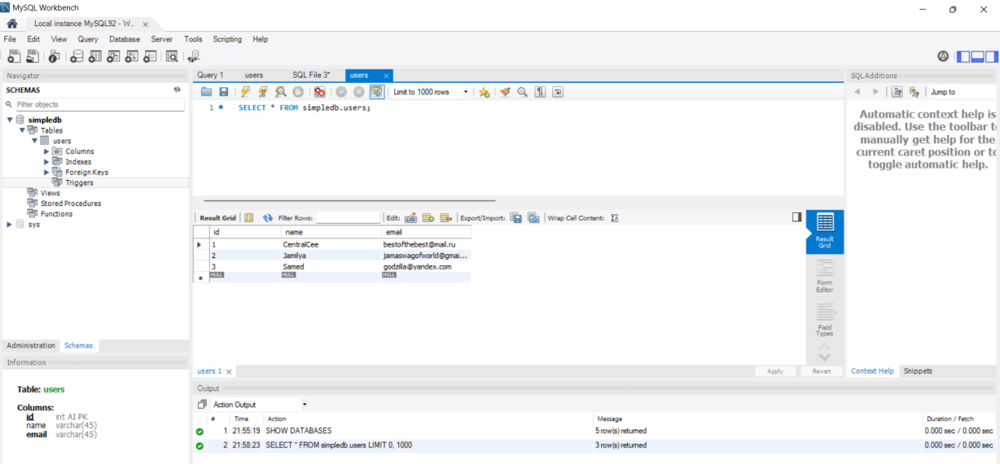 MySQL Workbench
Local instance MySQL92 - W...
File Edit View Query Database Server Tools Scripting Help
Navigator
SCHEMAS
Filter objects
simpledb
Tables
users
Columns
Indexes
Foreign Keys
Triggers
Views
Stored Procedures
Functions
sys
Administration Schemas
Information
Table: users
Columns:
id int AI PK
name varchar(45)
email varchar(45)
Query 1 users SQL File 3* users
Limit to 1000 rows
1 SELECT * FROM simpledb.users;
Result Grid Filter Rows: Edit: Export/Import: Wrap Cell Content:
id name email
1 CentralCee bestofthebest@mail.ru
2 Jamilya jamaswagofworld@gmai...
3 Samed godzilla@yandex.com
NULL NULL NULL
Result Grid
Form Editor
Field Types
users 1 Apply Revert
Output
Action Output
# Time Action Message Duration / Fetch
1 21:55:19 SHOW DATABASES 5 row(s) returned 0.000 sec / 0.000 sec
2 21:58:23 SELECT * FROM simpledb.users LIMIT 0, 1000 3 row(s) returned 0.000 sec / 0.000 sec
SQLAdditions
Jump to
Automatic context help is
disabled. Use the toolbar to
manually get help for the
current caret position or to
toggle automatic help.
Context Help Snippets